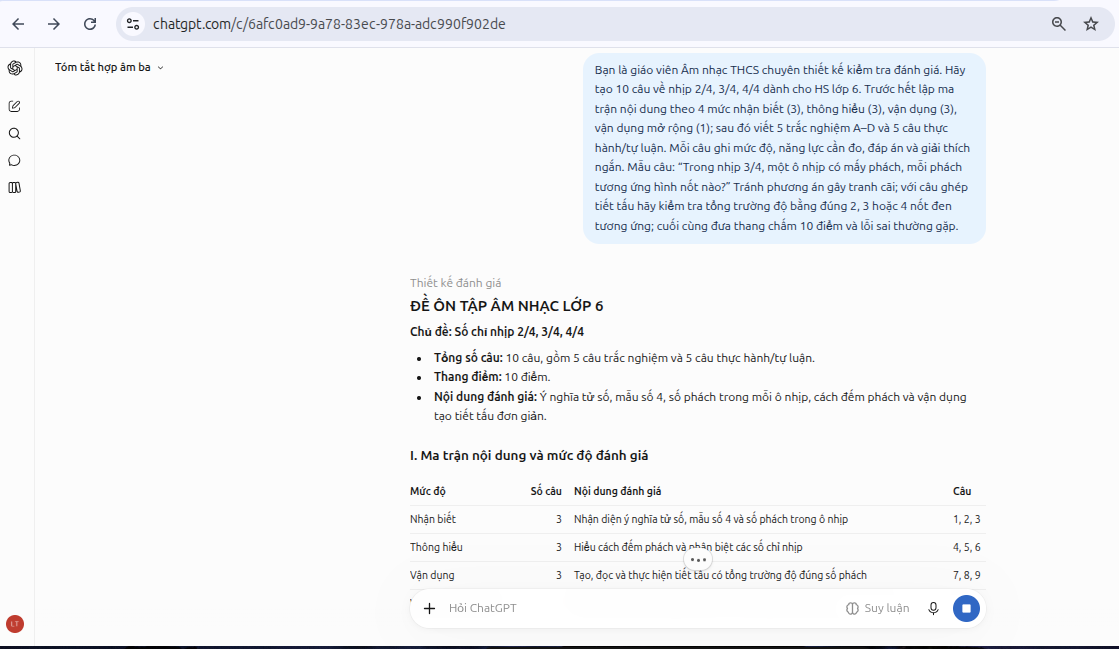 chatgpt.com/c/6afc0ad9-9a78-83ec-978a-adc990f902de
Tóm tắt hợp âm ba
Bạn là giáo viên Âm nhạc THCS chuyên thiết kế kiểm tra đánh giá. Hãy
tạo 10 câu về nhịp 2/4, 3/4, 4/4 dành cho HS lớp 6. Trước hết lập ma
trận nội dung theo 4 mức nhận biết (3), thông hiểu (3), vận dụng (3),
vận dụng mở rộng (1); sau đó viết 5 trắc nghiệm A–D và 5 câu thực
hành/tự luận. Mỗi câu ghi mức độ, năng lực cần đo, đáp án và giải thích
ngắn. Mẫu câu: “Trong nhịp 3/4, một ô nhịp có mấy phách, mỗi phách
tương ứng hình nốt nào?” Tránh phương án gây tranh cãi; với câu ghép
tiết tấu hãy kiểm tra tổng trường độ bằng đúng 2, 3 hoặc 4 nốt đen
tương ứng; cuối cùng đưa thang chấm 10 điểm và lỗi sai thường gặp.
Thiết kế đánh giá
ĐỀ ÔN TẬP ÂM NHẠC LỚP 6
Chủ đề: Số chỉ nhịp 2/4, 3/4, 4/4
Tổng số câu: 10 câu, gồm 5 câu trắc nghiệm và 5 câu thực hành/tự luận.
Thang điểm: 10 điểm.
Nội dung đánh giá: Ý nghĩa tử số, mẫu số 4, số phách trong mỗi ô nhịp, cách đếm phách và vận dụng
tạo tiết tấu đơn giản.
I. Ma trận nội dung và mức độ đánh giá
Mức độ Số câu Nội dung đánh giá Câu
Nhận biết 3 Nhận diện ý nghĩa tử số, mẫu số 4 và số phách trong ô nhịp 1, 2, 3
Thông hiểu 3 Hiểu cách đếm phách và phân biệt các số chỉ nhịp 4, 5, 6
Vận dụng 3 Tạo, đọc và thực hiện tiết tấu có tổng trường độ đúng số phách 7, 8, 9
Hỏi ChatGPT
Suy luận
LT